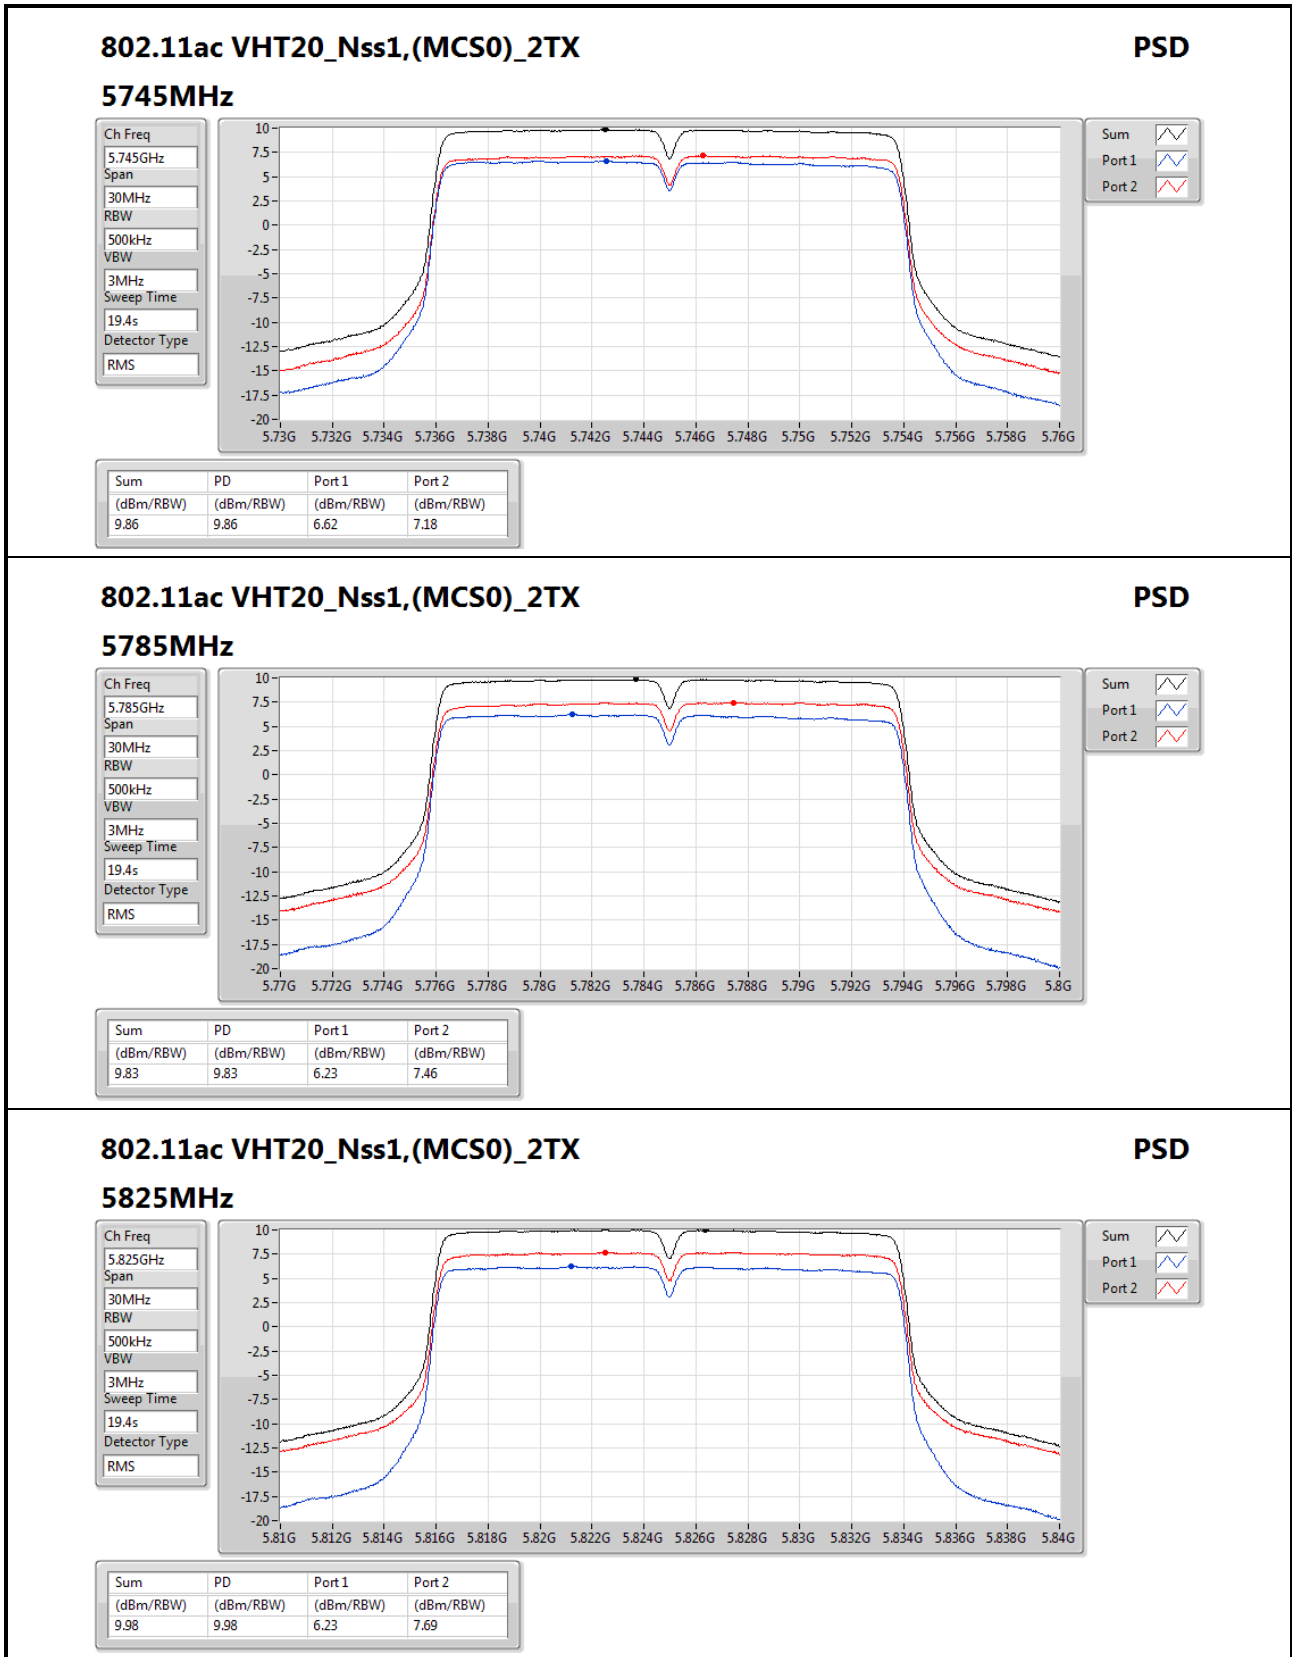 802.11ac VHT20_Nss1,(MCS0)_2TX PSD
5745MHz
Ch Freq
5.745GHz
Span
30MHz
RBW
500kHz
VBW
3MHz
Sweep Time
19.4s
Detector Type
RMS
10
7.5
5
2.5
0
-2.5
-5
-7.5
-10
-12.5
-15
-17.5
-20
5.73G 5.732G 5.734G 5.736G 5.738G 5.74G 5.742G 5.744G 5.746G 5.748G 5.75G 5.752G 5.754G 5.756G 5.758G 5.76G
Sum
Port 1
Port 2
Sum PD Port 1 Port 2
(dBm/RBW) (dBm/RBW) (dBm/RBW) (dBm/RBW)
9.86 9.86 6.62 7.18
802.11ac VHT20_Nss1,(MCS0)_2TX PSD
5785MHz
Ch Freq
5.785GHz
Span
30MHz
RBW
500kHz
VBW
3MHz
Sweep Time
19.4s
Detector Type
RMS
10
7.5
5
2.5
0
-2.5
-5
-7.5
-10
-12.5
-15
-17.5
-20
5.77G 5.772G 5.774G 5.776G 5.778G 5.78G 5.782G 5.784G 5.786G 5.788G 5.79G 5.792G 5.794G 5.796G 5.798G 5.8G
Sum
Port 1
Port 2
Sum PD Port 1 Port 2
(dBm/RBW) (dBm/RBW) (dBm/RBW) (dBm/RBW)
9.83 9.83 6.23 7.46
802.11ac VHT20_Nss1,(MCS0)_2TX PSD
5825MHz
Ch Freq
5.825GHz
Span
30MHz
RBW
500kHz
VBW
3MHz
Sweep Time
19.4s
Detector Type
RMS
10
7.5
5
2.5
0
-2.5
-5
-7.5
-10
-12.5
-15
-17.5
-20
5.81G 5.812G 5.814G 5.816G 5.818G 5.82G 5.822G 5.824G 5.826G 5.828G 5.83G 5.832G 5.834G 5.836G 5.838G 5.84G
Sum
Port 1
Port 2
Sum PD Port 1 Port 2
(dBm/RBW) (dBm/RBW) (dBm/RBW) (dBm/RBW)
9.98 9.98 6.23 7.69